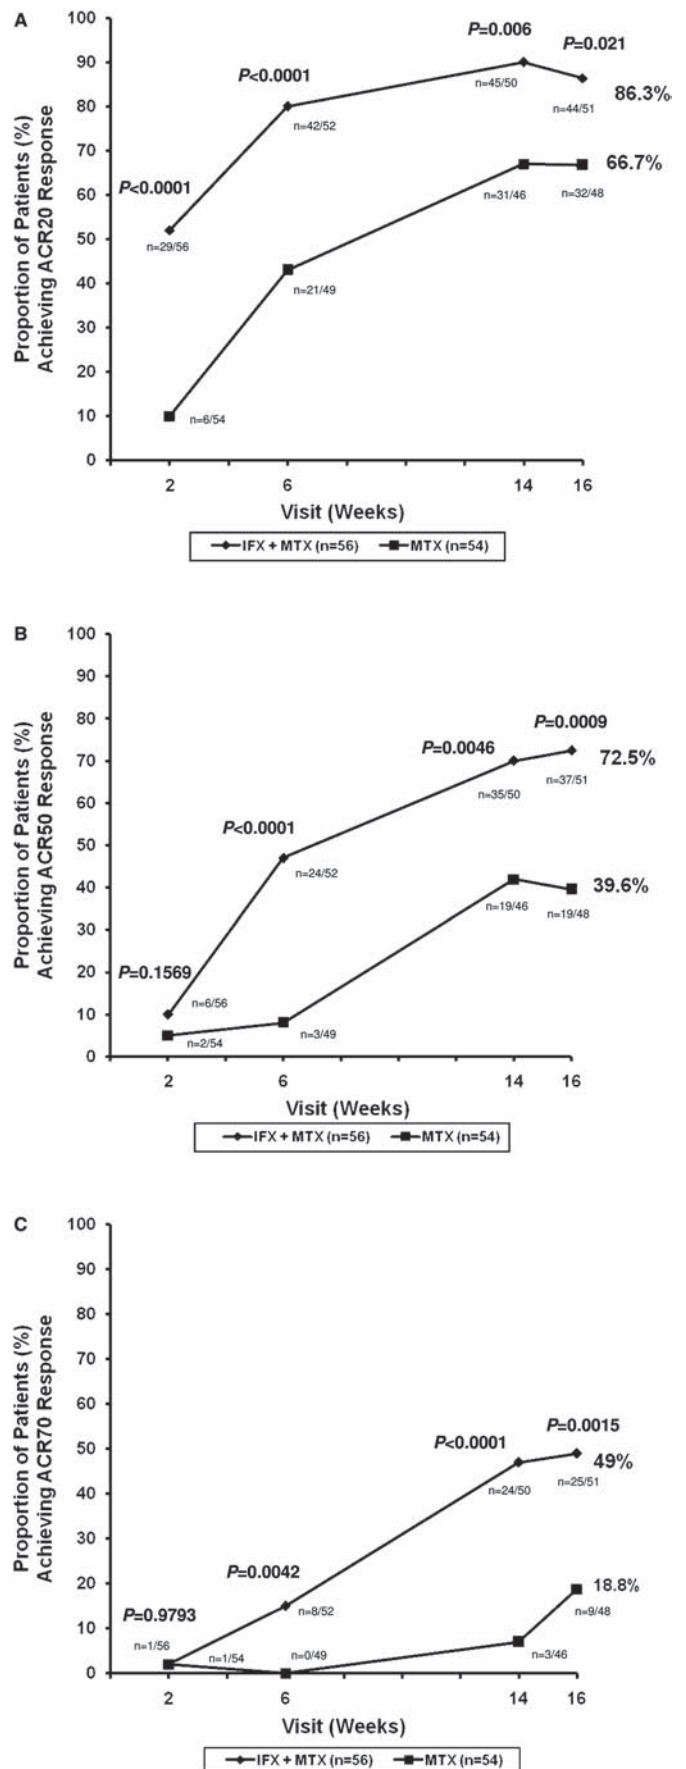 A
Proportion of Patients (%)
Achieving ACR20 Response
100
90
80
70
60
50
40
30
20
10
0
P<0.0001
P<0.0001
P=0.006
P=0.021
n=29/56
n=42/52
n=45/50
n=44/51
86.3%
66.7%
n=6/54
n=21/49
n=31/46
n=32/48
2 6 14 16
Visit (Weeks)
IFX + MTX (n=56) MTX (n=54)
B
Proportion of Patients (%)
Achieving ACR50 Response
100
90
80
70
60
50
40
30
20
10
0
P=0.1569
P<0.0001
P=0.0046
P=0.0009
n=6/56
n=24/52
n=35/50
n=37/51
72.5%
39.6%
n=2/54
n=3/49
n=19/46
n=19/48
2 6 14 16
Visit (Weeks)
IFX + MTX (n=56) MTX (n=54)
C
Proportion of Patients (%)
Achieving ACR70 Response
100
90
80
70
60
50
40
30
20
10
0
P=0.9793
P=0.0042
P<0.0001
P=0.0015
n=1/56
n=8/52
n=24/50
n=25/51
49%
18.8%
n=1/54
n=0/49
n=3/46
n=9/48
2 6 14 16
Visit (Weeks)
IFX + MTX (n=56) MTX (n=54)